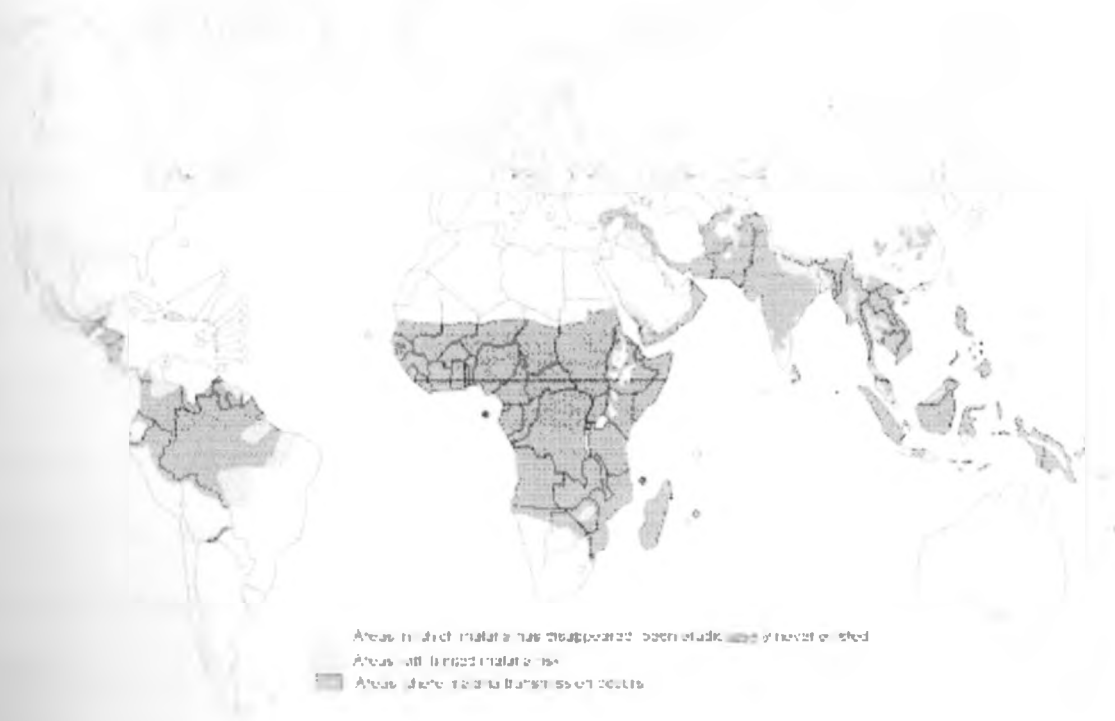 Areas in which malaria has disappeared been eradicated never existed
Areas with limited malaria risk
Areas where malaria transmission occurs